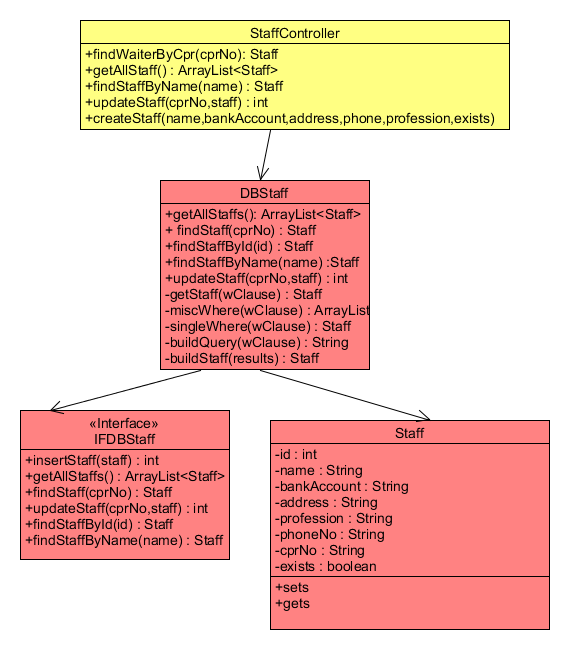 StaffController
+findWaiterByCpr(cprNo): Staff
+getAllStaff() : ArrayList<Staff>
+findStaffByName(name) : Staff
+updateStaff(cprNo,staff) : int
+createStaff(name,bankAccount,address,phone,profession,exists)
DBStaff
+getAllStaffs(): ArrayList<Staff>
+ findStaff(cprNo) : Staff
+findStaffById(id) : Staff
+findStaffByName(name) :Staff
+updateStaff(cprNo,staff) : int
-getStaff(wClause) : Staff
-miscWhere(wClause) : ArrayList
-singleWhere(wClause) : Staff
-buildQuery(wClause) : String
-buildStaff(results) : Staff
«Interface»
IFDBStaff
+insertStaff(staff) : int
+getAllStaffs() : ArrayList<Staff>
+findStaff(cprNo) : Staff
+updateStaff(cprNo,staff) : int
+findStaffById(id) : Staff
+findStaffByName(name) : Staff
Staff
-id : int
-name : String
-bankAccount : String
-address : String
-profession : String
-phoneNo : String
-cprNo : String
-exists : boolean
+sets
+gets